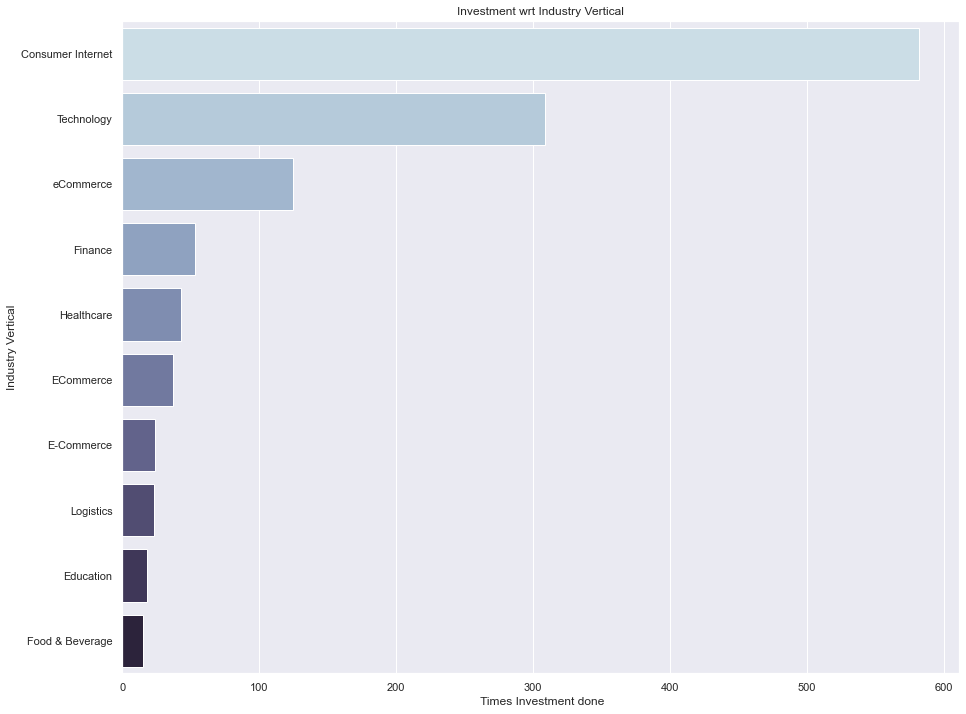 Investment wrt Industry Vertical
Consumer Internet
Technology
eCommerce
Finance
Healthcare
ECommerce
E-Commerce
Logistics
Education
Food & Beverage
Industry Vertical
0 100 200 300 400 500 600
Times Investment done